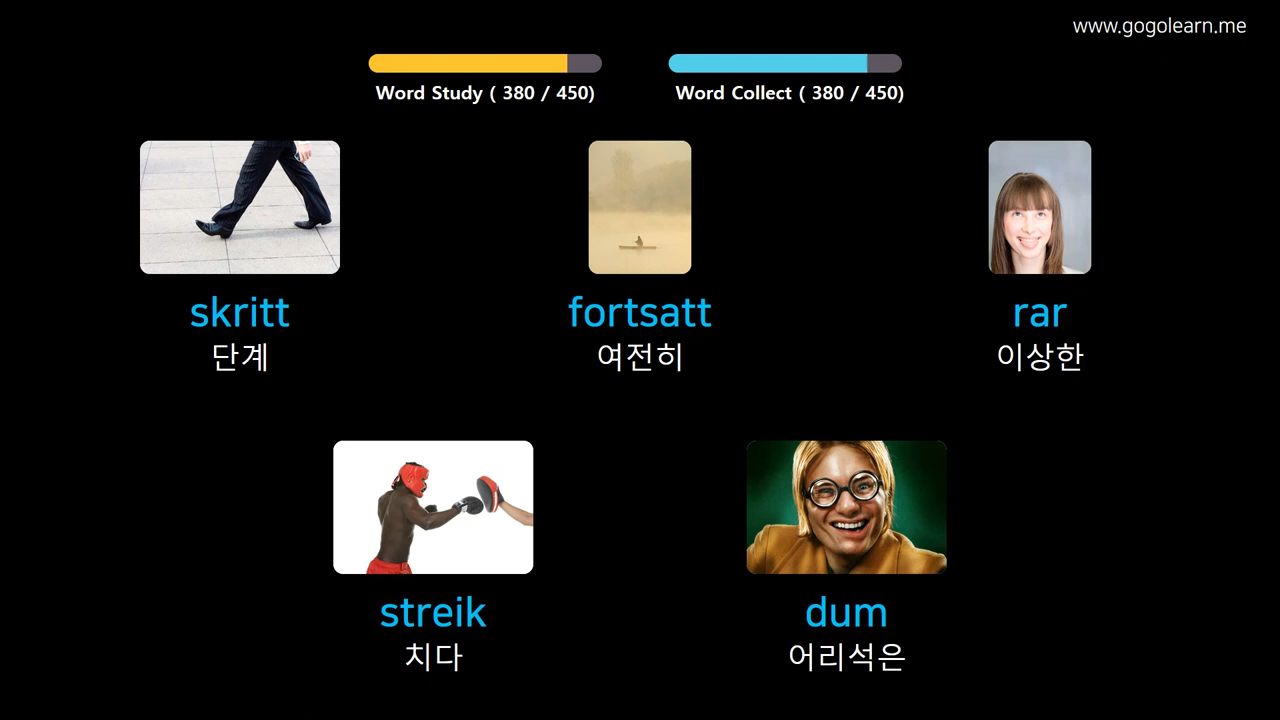 www.gogolearn.me
Word Study ( 380 / 450)
Word Collect ( 380 / 450)
skritt
단계
fortsatt
여전히
rar
이상한
streik
치다
dum
어리석은